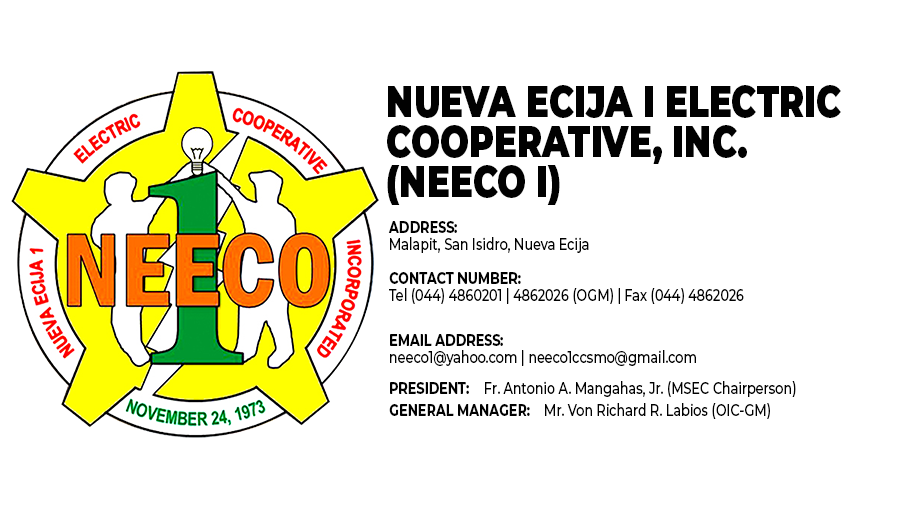 ELECTRIC
COOPERATIVE
NUEVA ECIJA 1
INCORPORATED
1
NEECO
NOVEMBER 24, 1973
NUEVA ECIJA I ELECTRIC
COOPERATIVE, INC.
(NEECO I)
ADDRESS:
Malapit, San Isidro, Nueva Ecija
CONTACT NUMBER:
Tel (044) 4860201 | 4862026 (OGM) | Fax (044) 4862026
EMAIL ADDRESS:
neeco1@yahoo.com | neeco1ccsmo@gmail.com
PRESIDENT: Fr. Antonio A. Mangahas, Jr. (MSEC Chairperson)
GENERAL MANAGER: Mr. Von Richard R. Labios (OIC-GM)